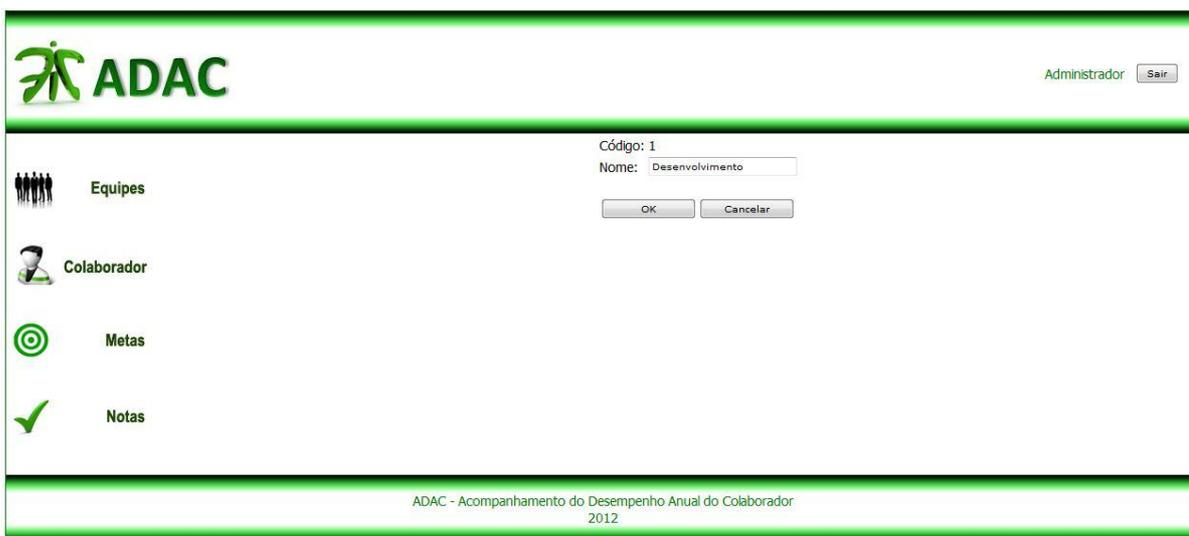 ADAC
Administrador Sair
Código: 1
Nome: Desenvolvimento
OK Cancelar
Equipes
Colaborador
Metas
Notas
ADAC - Acompanhamento do Desempenho Anual do Colaborador
2012